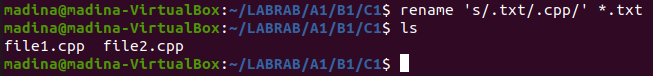 madina@madina-VirtualBox:~/LABRAB/A1/B1/C1$ rename 's/.txt/.cpp/' *.txt
madina@madina-VirtualBox:~/LABRAB/A1/B1/C1$ ls
file1.cpp  file2.cpp
madina@madina-VirtualBox:~/LABRAB/A1/B1/C1$